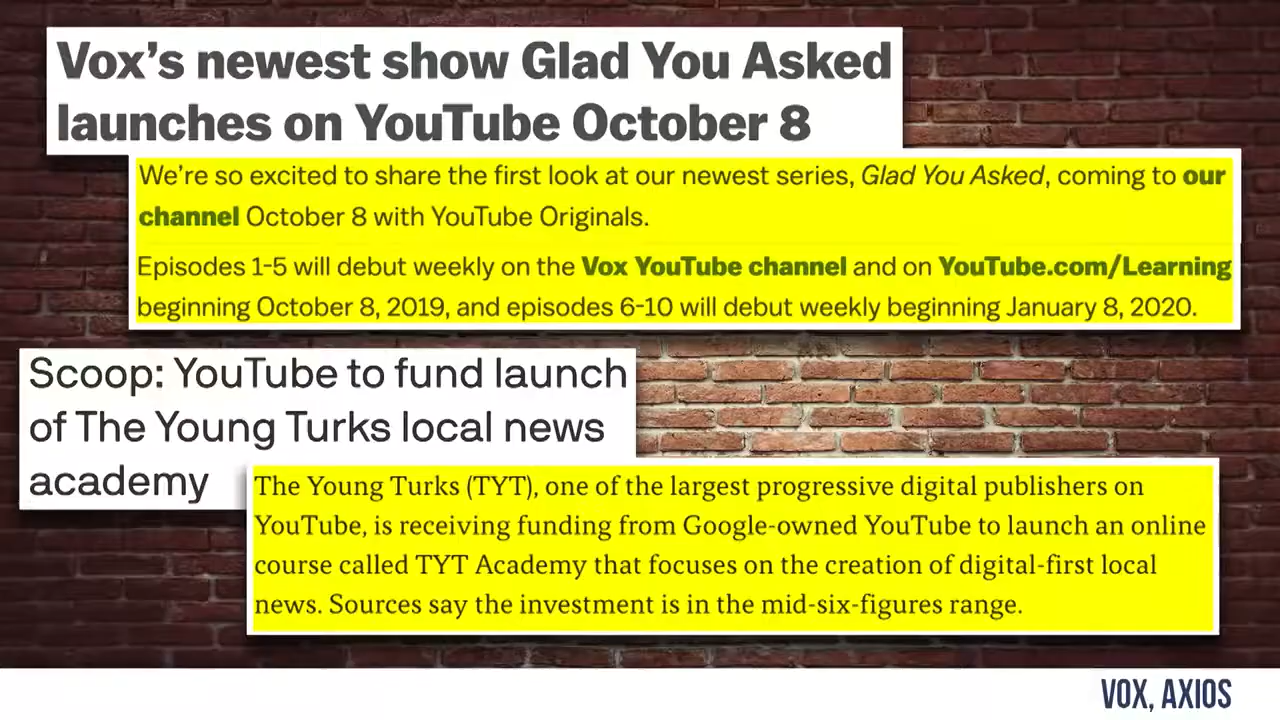 Vox’s newest show Glad You Asked
launches on YouTube October 8
We’re so excited to share the first look at our newest series, Glad You Asked, coming to our
channel October 8 with YouTube Originals.
Episodes 1-5 will debut weekly on the Vox YouTube channel and on YouTube.com/Learning
beginning October 8, 2019, and episodes 6-10 will debut weekly beginning January 8, 2020.
Scoop: YouTube to fund launch
of The Young Turks local news
academy
The Young Turks (TYT), one of the largest progressive digital publishers on
YouTube, is receiving funding from Google-owned YouTube to launch an online
course called TYT Academy that focuses on the creation of digital-first local
news. Sources say the investment is in the mid-six-figures range.
VOX, AXIOS